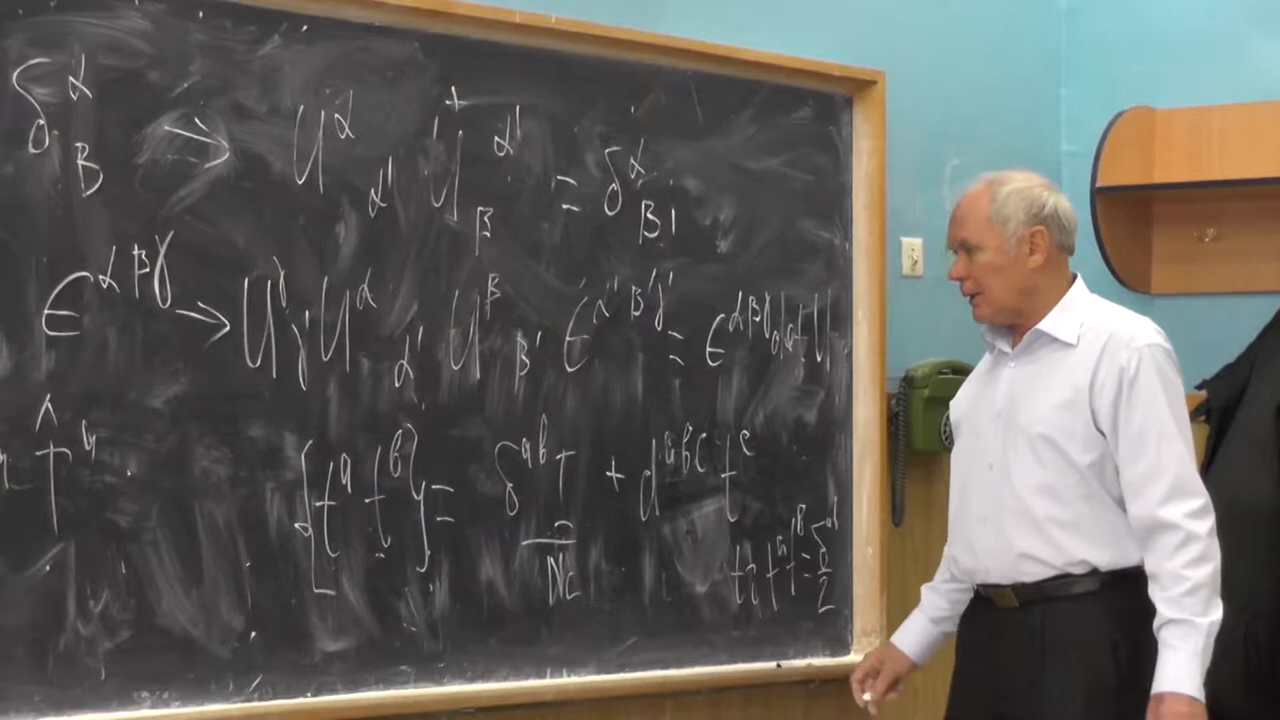 δ^α_β → U^α_α' U^+^α'_β = δ^α_β,
ϵ^αβγ → U^γ_γ' U^α_α' U^β_β' ϵ^α'β'γ' = ϵ^αβγ det U
t̂^a {t^a t^b} = δ^ab I / N_c + d^abc t^c
tr t^a t^b = δ^ab / 2